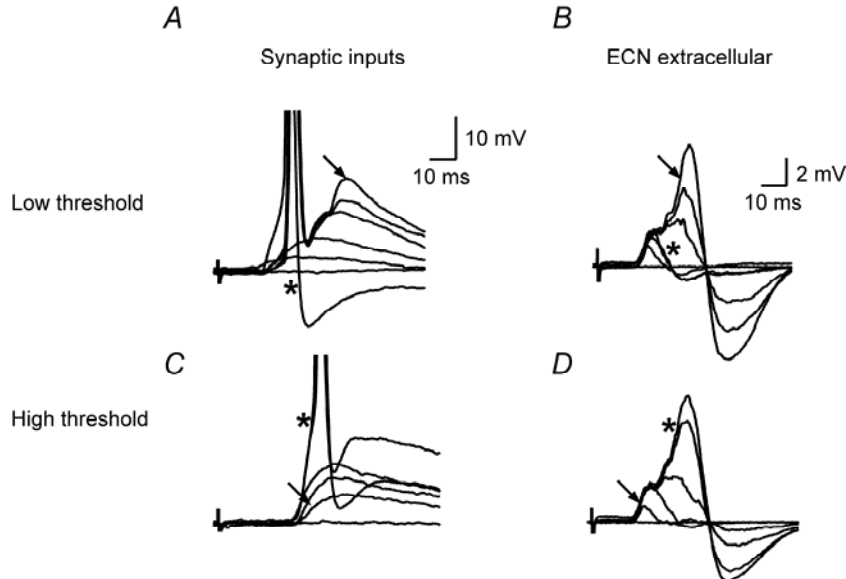 A
B
Synaptic inputs
ECN extracellular
10 mV
10 ms
2 mV
10 ms
Low threshold
*
*
C
D
High threshold
*
*